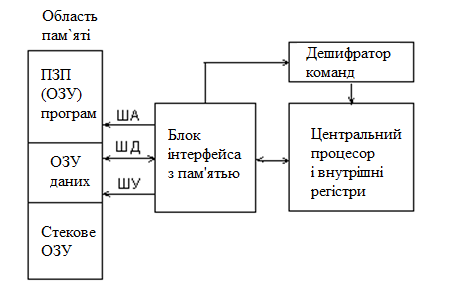 Область
пам`яті
ПЗП
(ОЗУ)
програм
ОЗУ
даних
Стекове
ОЗУ
ША
ШД
ШУ
Блок
інтерфейса
з пам'ятью
Дешифратор
команд
Центральний
процесор
і внутрішні
регістри